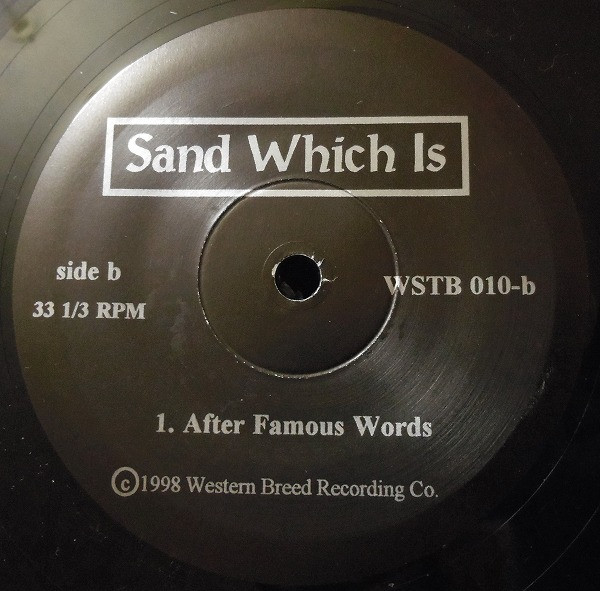 Sand Which Is
side b
WSTB 010-b
33 1/3 RPM
1. After Famous Words
©1998 Western Breed Recording Co.